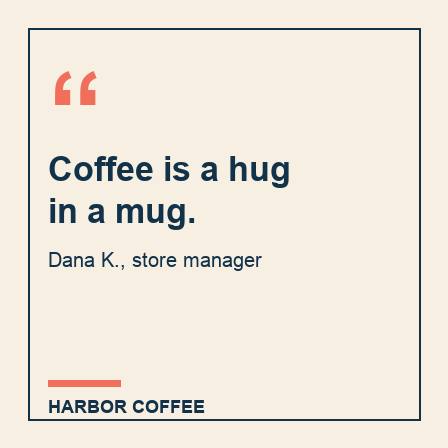 “
Coffee is a hug
in a mug.
Dana K., store manager
HARBOR COFFEE